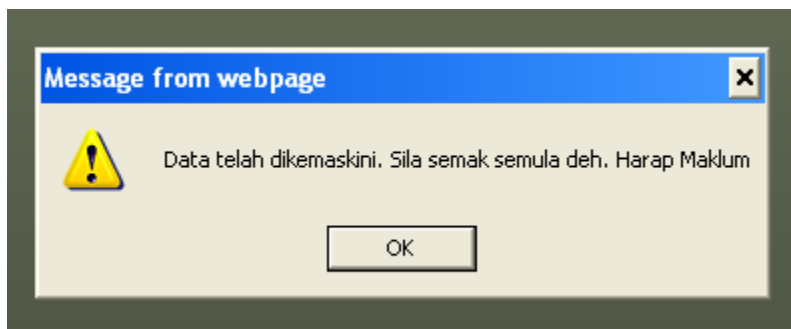 Message from webpage
Data telah dikemaskini. Sila semak semula deh. Harap Maklum
OK